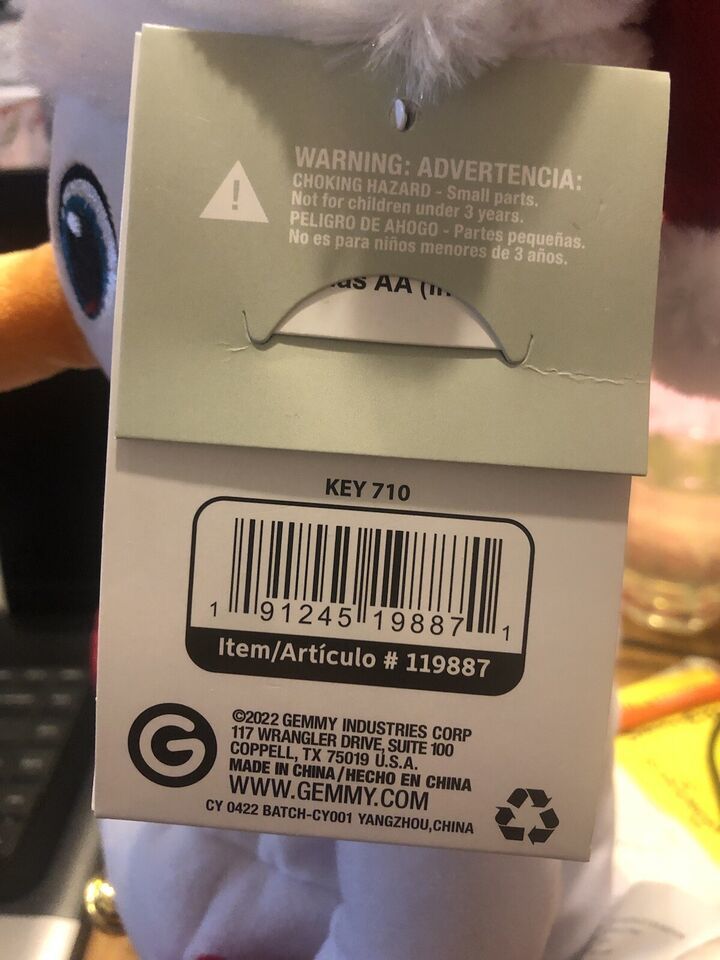 WARNING: ADVERTENCIA:
CHOKING HAZARD - Small parts.
Not for children under 3 years.
PELIGRO DE AHOGO - Partes pequeñas.
No es para niños menores de 3 años.
AA
KEY 710
1 91245 19887 1
Item/Artículo # 119887
G
©2022 GEMMY INDUSTRIES CORP
117 WRANGLER DRIVE, SUITE 100
COPPELL, TX 75019 U.S.A.
MADE IN CHINA/HECHO EN CHINA
WWW.GEMMY.COM
CY 0422 BATCH-CY001 YANGZHOU,CHINA